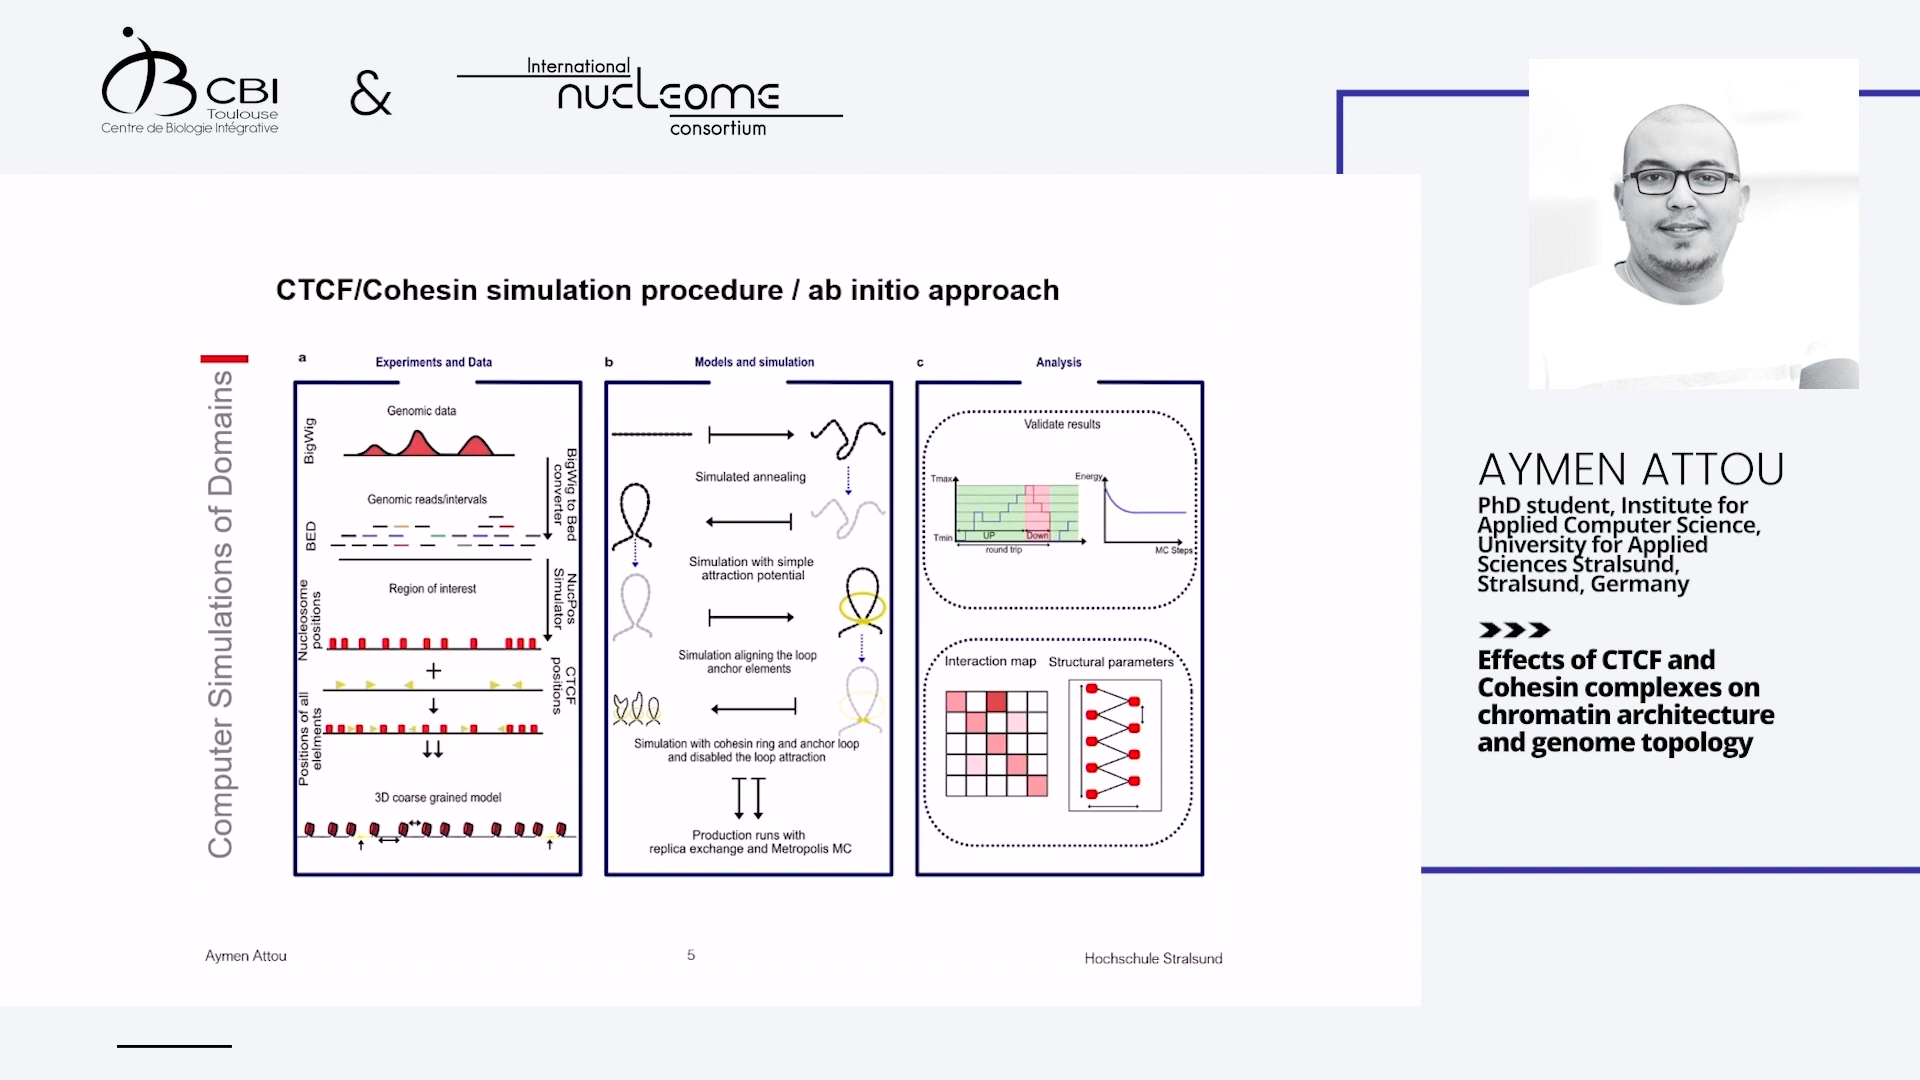 CBI
Toulouse
Centre de Biologie Intégrative
&
International
nucleome
consortium
CTCF/Cohesin simulation procedure / ab initio approach
Computer Simulations of Domains
a
Experiments and Data
Genomic data
BigWig
BigWig to Bed
converter
Genomic reads/intervals
BED
Region of interest
NucPos
Simulator
Nucleosome
positions
+
CTCF
positions
Positions of all
elelments
3D coarse grained model
b
Models and simulation
Simulated annealing
Simulation with simple
attraction potential
Simulation aligning the loop
anchor elements
Simulation with cohesin ring and anchor loop
and disabled the loop attraction
Production runs with
replica exchange and Metropolis MC
c
Analysis
Validate results
Tmax
Tmin
UP
Down
round trip
Energy
MC Steps
Interaction map
Structural parameters
Aymen Attou
5
Hochschule Stralsund
AYMEN ATTOU
PhD student, Institute for
Applied Computer Science,
University for Applied
Sciences Stralsund,
Stralsund, Germany
Effects of CTCF and
Cohesin complexes on
chromatin architecture
and genome topology